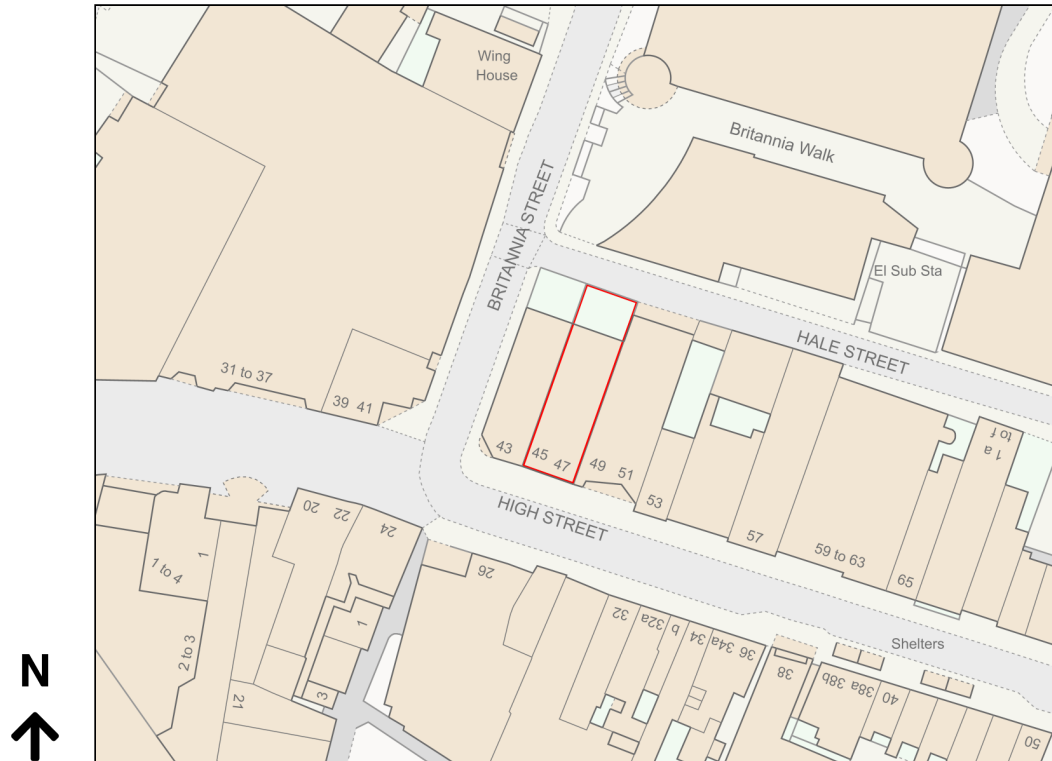 Wing
House
Britannia Walk
BRITANNIA STREET
El Sub Sta
HALE STREET
31 to 37
39 41
43
45
47
49
51
53
57
59 to 63
65
1 a
to f
HIGH STREET
20
22
24
26
1
1 to 4
2 to 3
21
1
3
32
32a
b
34
34a
36
38
38b
38a
40
50
Shelters
N